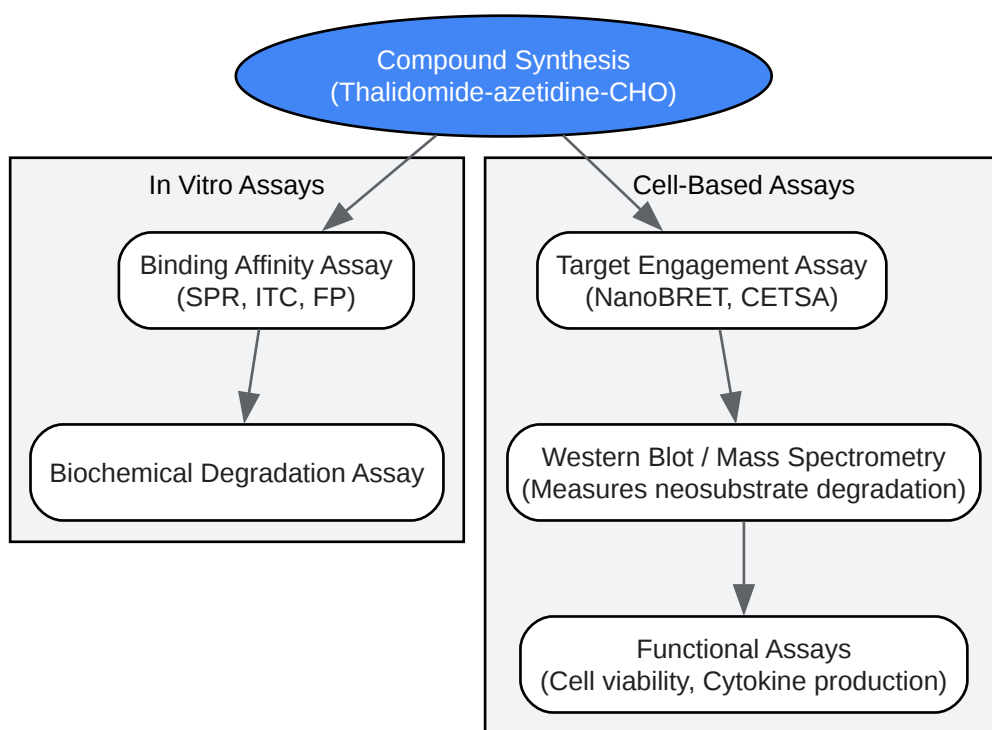 Compound Synthesis
(Thalidomide-azetidine-CHO)
In Vitro Assays
Binding Affinity Assay
(SPR, ITC, FP)
Biochemical Degradation Assay
Cell-Based Assays
Target Engagement Assay
(NanoBRET, CETSA)
Western Blot / Mass Spectrometry
(Measures neosubstrate degradation)
Functional Assays
(Cell viability, Cytokine production)